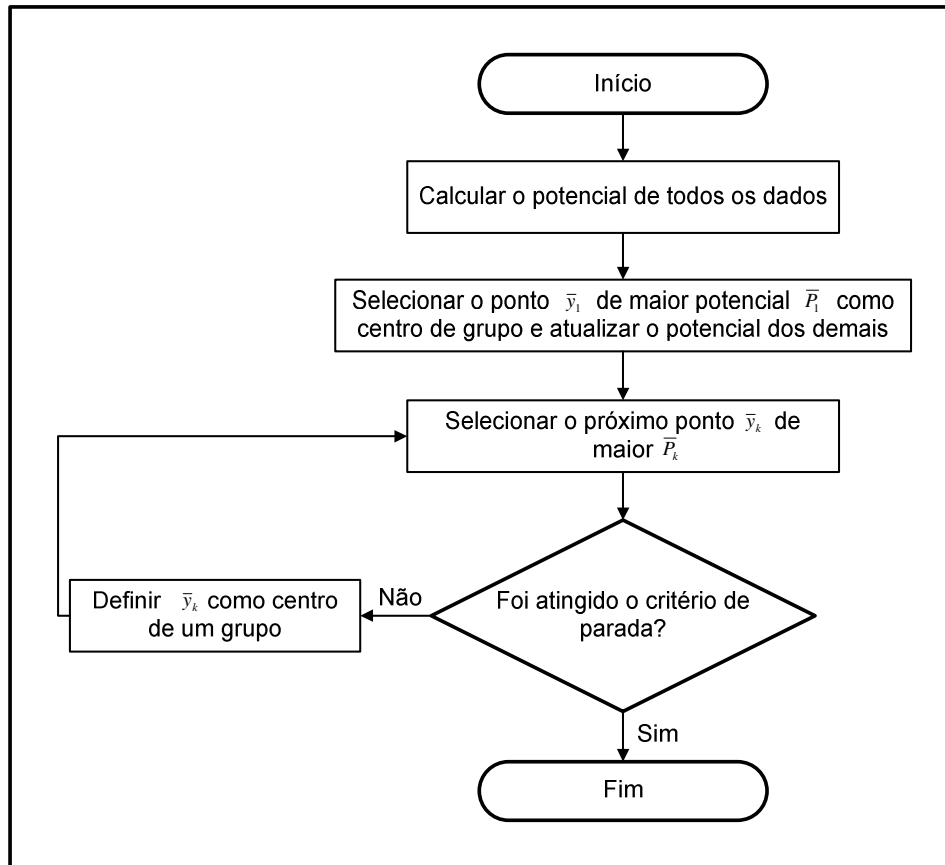 Início
Calcular o potencial de todos os dados
Selecionar o ponto ȳ₁ de maior potencial P̄₁ como
centro de grupo e atualizar o potencial dos demais
Selecionar o próximo ponto ȳₖ de
maior P̄ₖ
Foi atingido o critério de
parada?
Não
Definir ȳₖ como centro
de um grupo
Sim
Fim